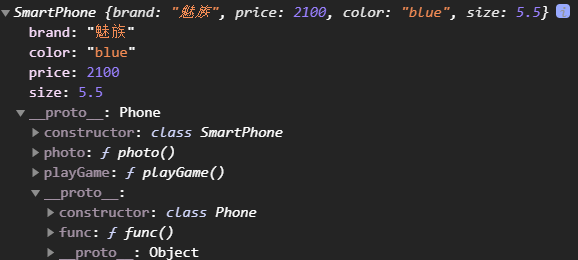 SmartPhone {brand: "魅族", price: 2100, color: "blue", size: 5.5} i
brand: "魅族"
color: "blue"
price: 2100
size: 5.5
__proto__: Phone
constructor: class SmartPhone
photo: ƒ photo()
playGame: ƒ playGame()
__proto__:
constructor: class Phone
func: ƒ func()
__proto__: Object